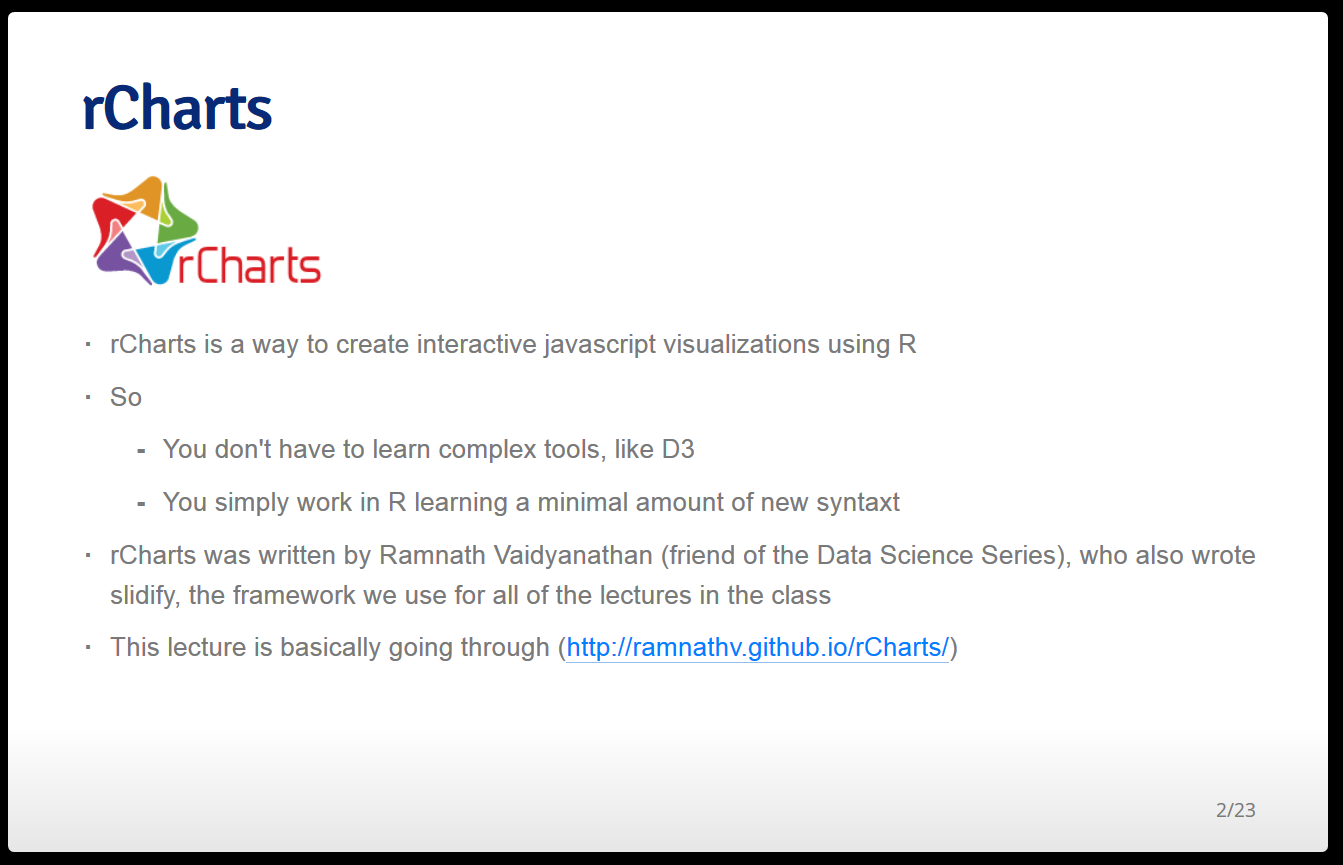 rCharts
rCharts
· rCharts is a way to create interactive javascript visualizations using R
· So
- You don't have to learn complex tools, like D3
- You simply work in R learning a minimal amount of new syntaxt
· rCharts was written by Ramnath Vaidyanathan (friend of the Data Science Series), who also wrote
slidify, the framework we use for all of the lectures in the class
· This lecture is basically going through (http://ramnathv.github.io/rCharts/)
2/23